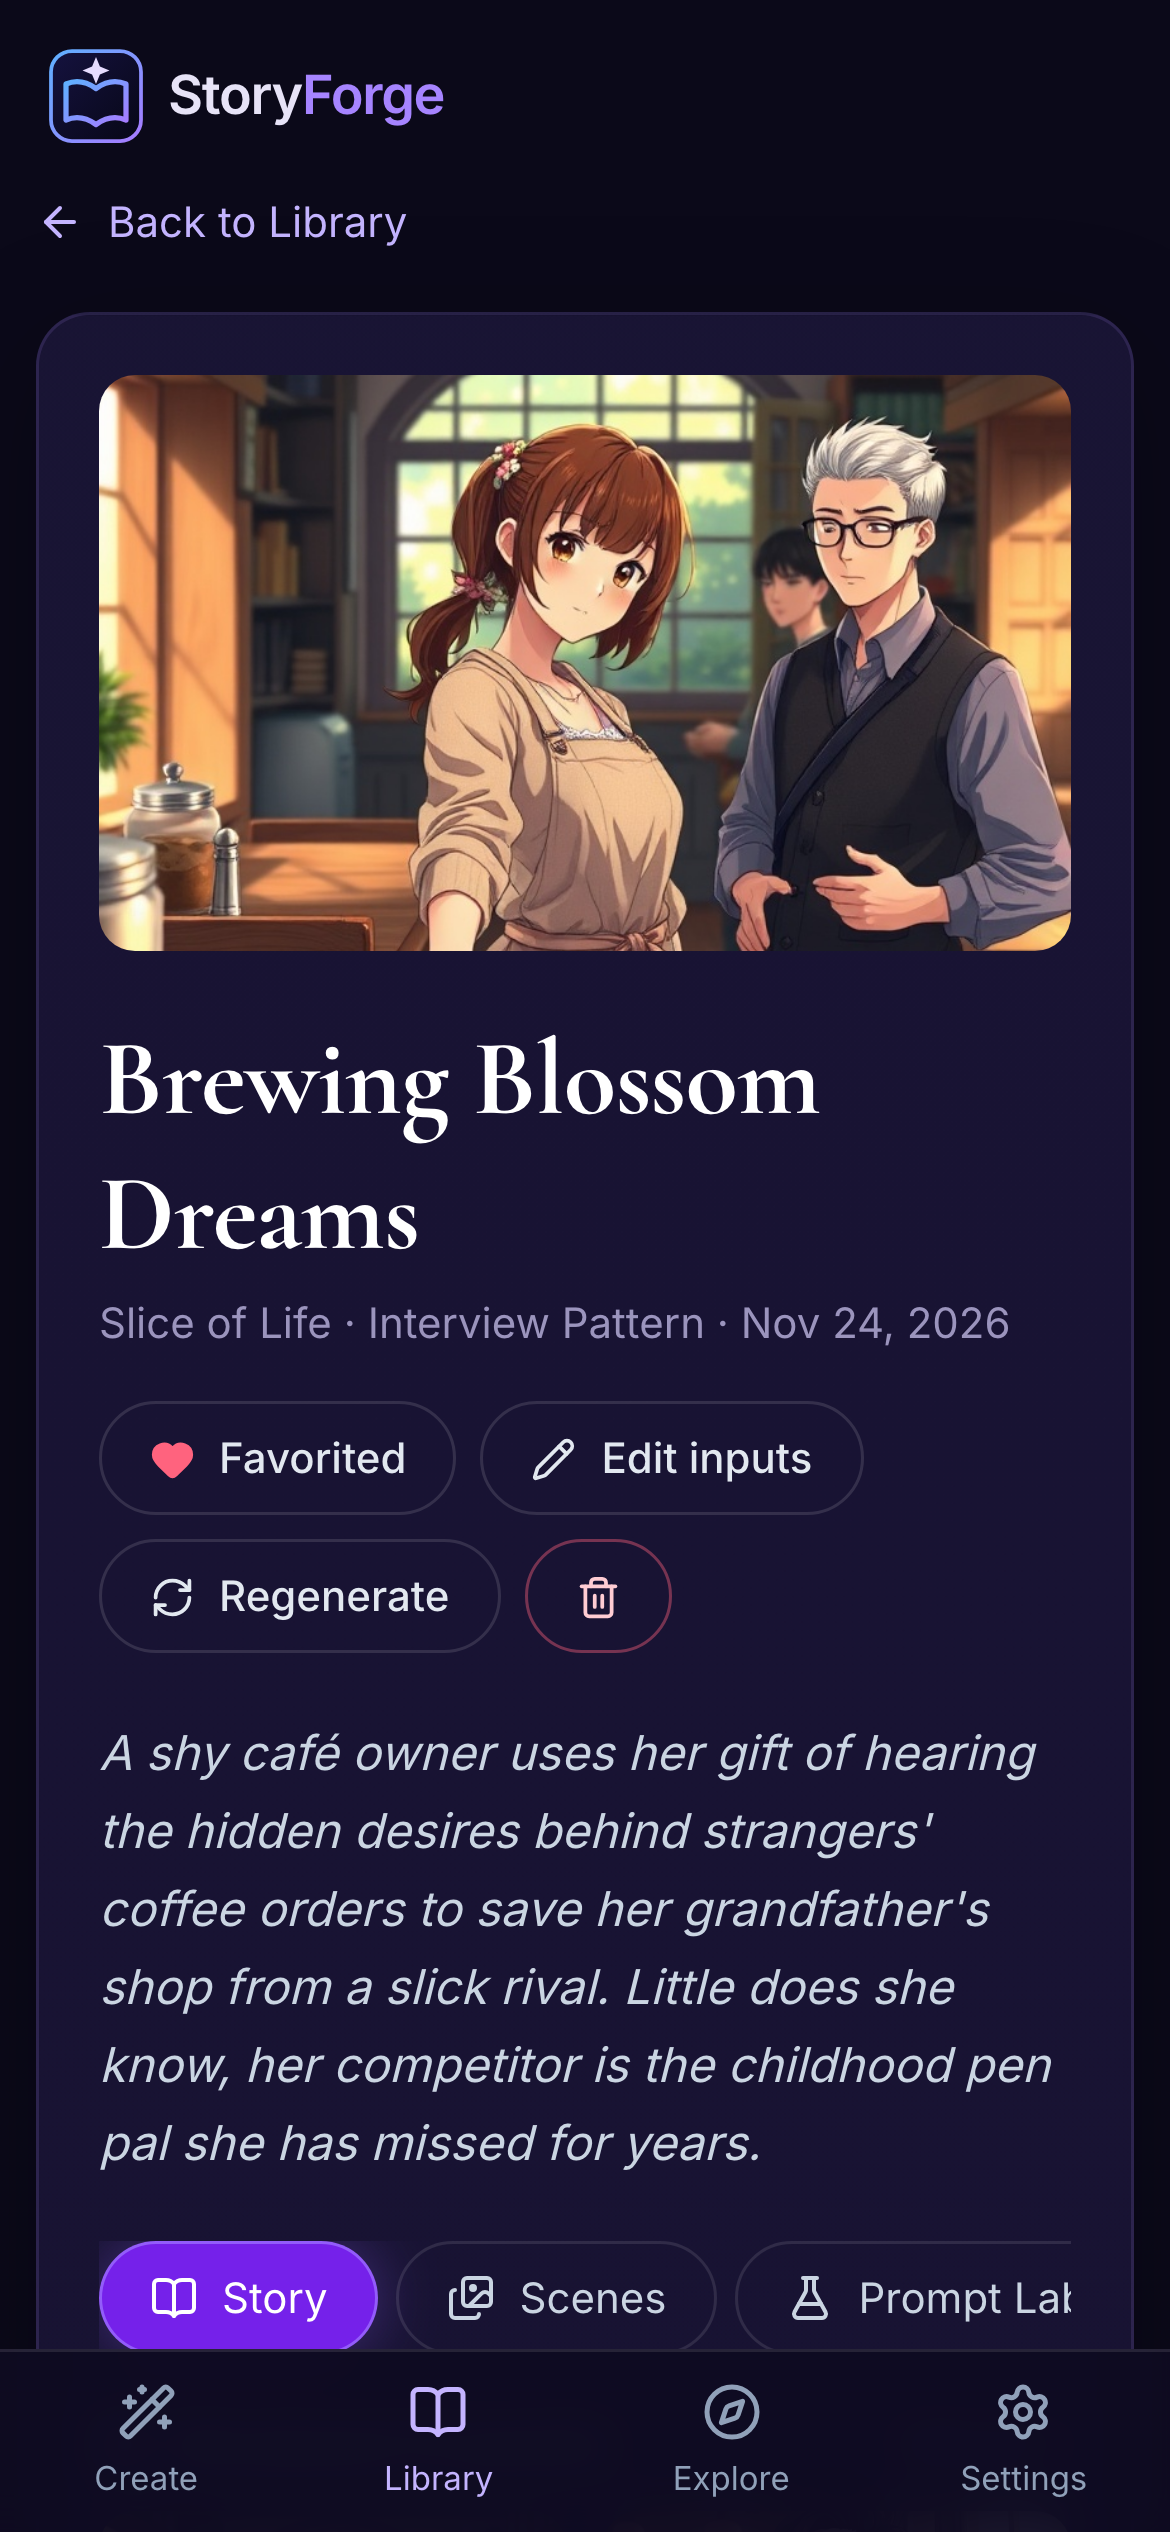 StoryForge
Back to Library
Brewing Blossom
Dreams
Slice of Life · Interview Pattern · Nov 24, 2026
Favorited
Edit inputs
Regenerate
A shy café owner uses her gift of hearing
the hidden desires behind strangers'
coffee orders to save her grandfather's
shop from a slick rival. Little does she
know, her competitor is the childhood pen
pal she has missed for years.
Story
Scenes
Prompt Lab
Create
Library
Explore
Settings